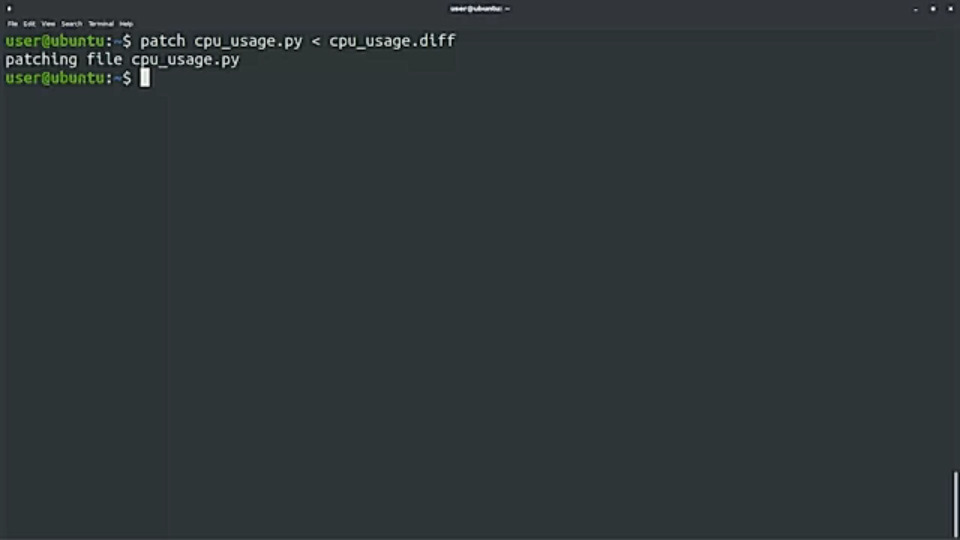 user@ubuntu: ~
File Edit View Search Terminal Help
user@ubuntu:~$ patch cpu_usage.py < cpu_usage.diff
patching file cpu_usage.py
user@ubuntu:~$